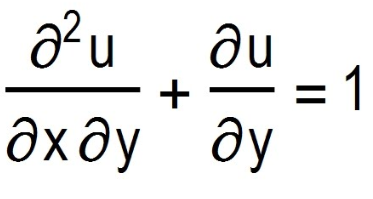 ∂²u/∂x∂y + ∂u/∂y = 1